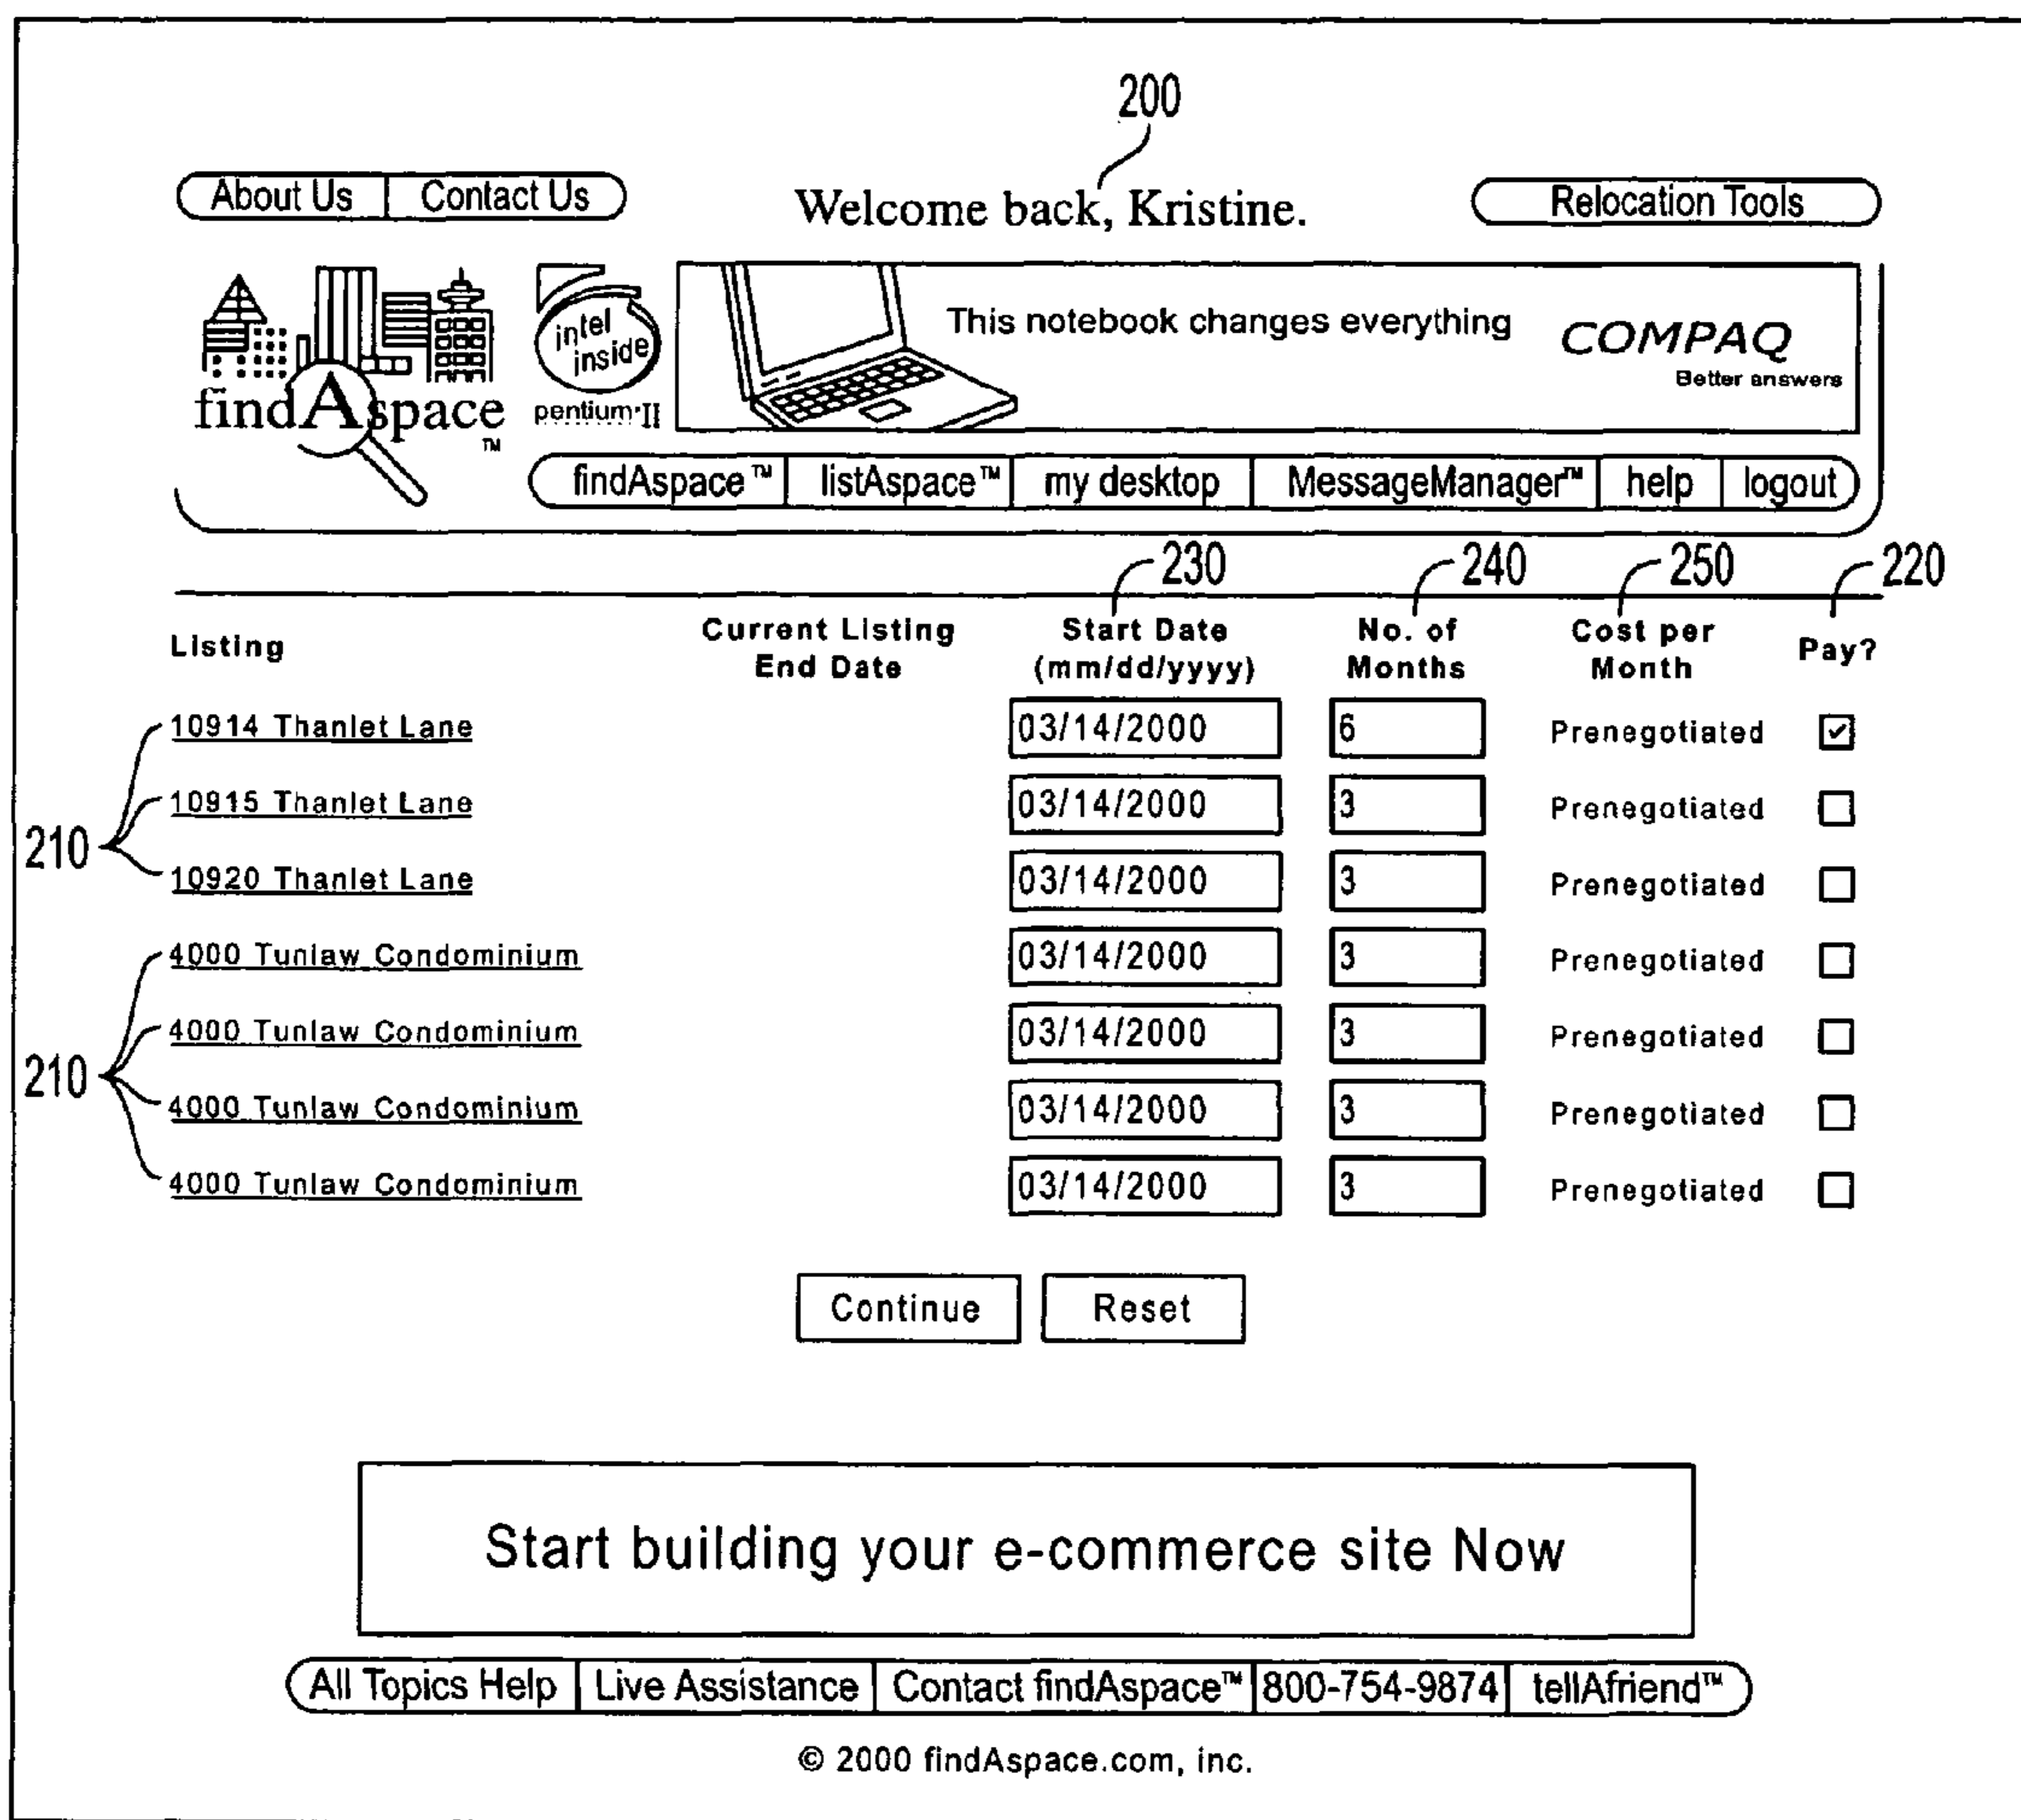 200
About Us Contact Us Welcome back, Kristine. Relocation Tools
intel inside
pentium·II
This notebook changes everything COMPAQ
Better answers
findAspace™
findAspace™ listAspace™ my desktop MessageManager™ help logout
230 240 250 220
Listing Current Listing End Date Start Date (mm/dd/yyyy) No. of Months Cost per Month Pay?
10914 Thanlet Lane 03/14/2000 6 Prenegotiated
10915 Thanlet Lane 03/14/2000 3 Prenegotiated
210
10920 Thanlet Lane 03/14/2000 3 Prenegotiated
4000 Tunlaw Condominium 03/14/2000 3 Prenegotiated
4000 Tunlaw Condominium 03/14/2000 3 Prenegotiated
210
4000 Tunlaw Condominium 03/14/2000 3 Prenegotiated
4000 Tunlaw Condominium 03/14/2000 3 Prenegotiated
Continue Reset
Start building your e-commerce site Now
All Topics Help Live Assistance Contact findAspace™ 800-754-9874 tellAfriend™
© 2000 findAspace.com, inc.